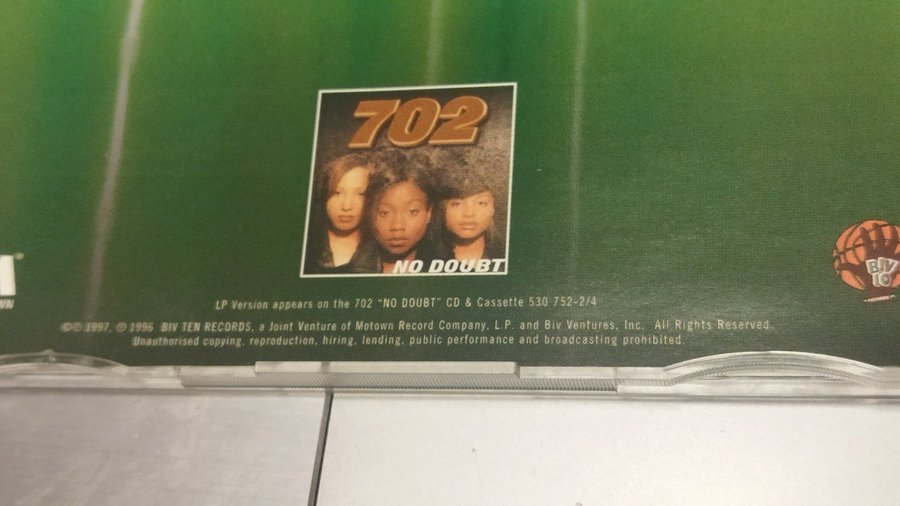 702
NO DOUBT
BIV
10
LP Version appears on the 702 "NO DOUBT" CD & Cassette 530 752-2/4
©℗ 1997, ℗ 1996 BIV TEN RECORDS, a Joint Venture of Motown Record Company, L.P. and Biv Ventures, Inc. All Rights Reserved.
Unauthorised copying, reproduction, hiring, lending, public performance and broadcasting prohibited.